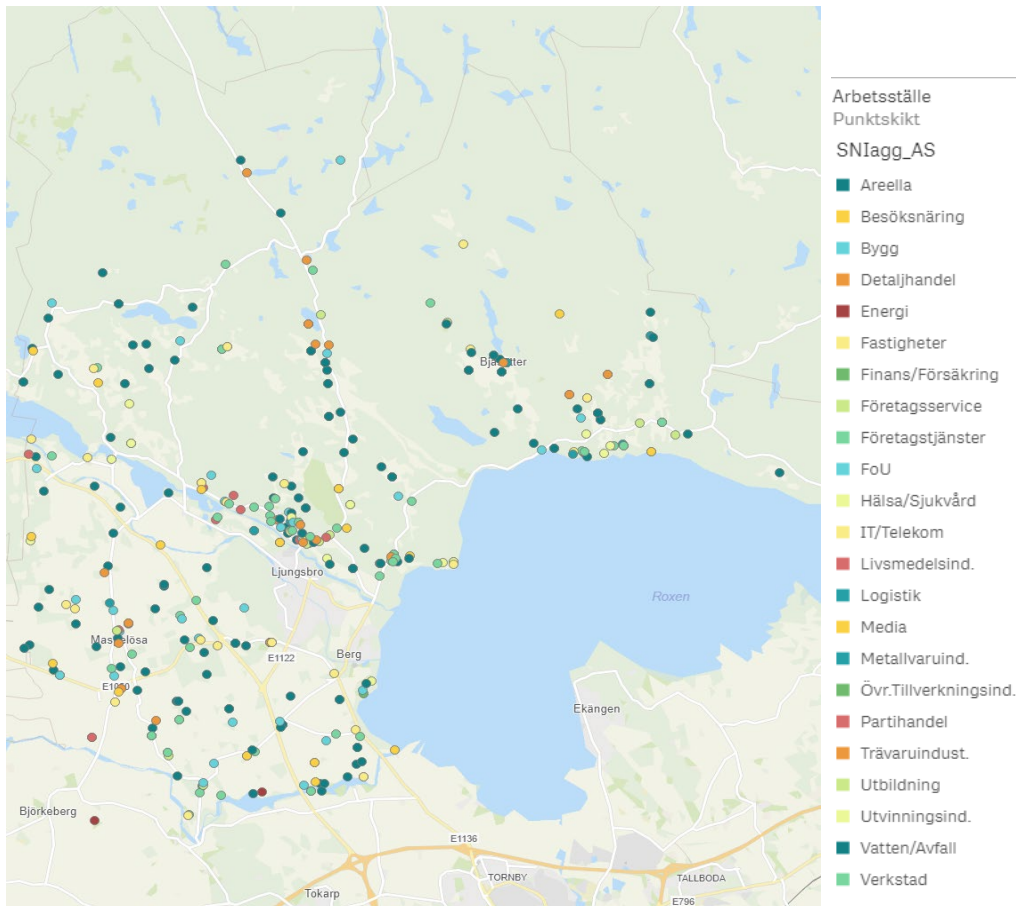 Arbetsställe
Punktskikt
SNIagg_AS
Areella
Besöksnäring
Bygg
Detaljhandel
Energi
Fastigheter
Finans/Försäkring
Företagsservice
Företagstjänster
FoU
Hälsa/Sjukvård
IT/Telekom
Livsmedelsind.
Logistik
Media
Metallvaruind.
Övr.Tillverkningsind.
Partihandel
Trävaruindust.
Utbildning
Utvinningsind.
Vatten/Avfall
Verkstad
Ljungsbro
Roxen
Berg
E1122
Ekängen
Björkeberg
E1136
TORNBY
TALLBODA
Tokarp
E796